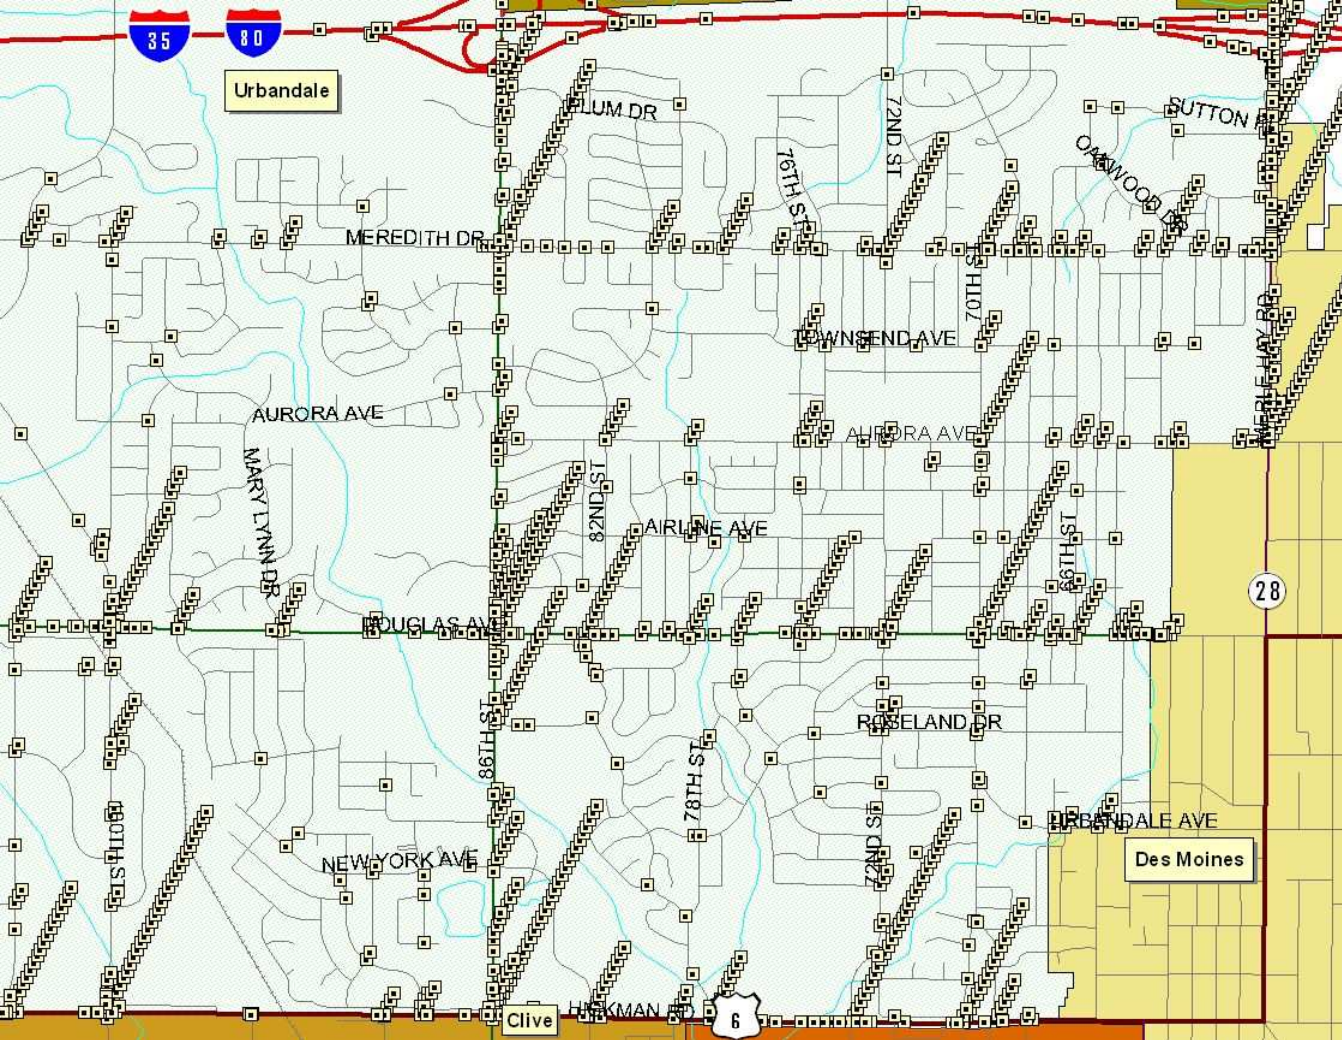 35
80
Urbandale
PLUM DR
72ND ST
SUTTON
76TH ST
OAKWOOD DR
MEREDITH DR
70TH ST
TOWNSEND AVE
MERLE HAY RD
AURORA AVE
AURORA AVE
MARY LYNN DR
82ND ST
AIRLINE AVE
66TH ST
28
DOUGLAS AVE
86TH ST
ROSELAND DR
78TH ST
100TH ST
72ND ST
URBANDALE AVE
NEW YORK AVE
Des Moines
Clive
HICKMAN RD
6